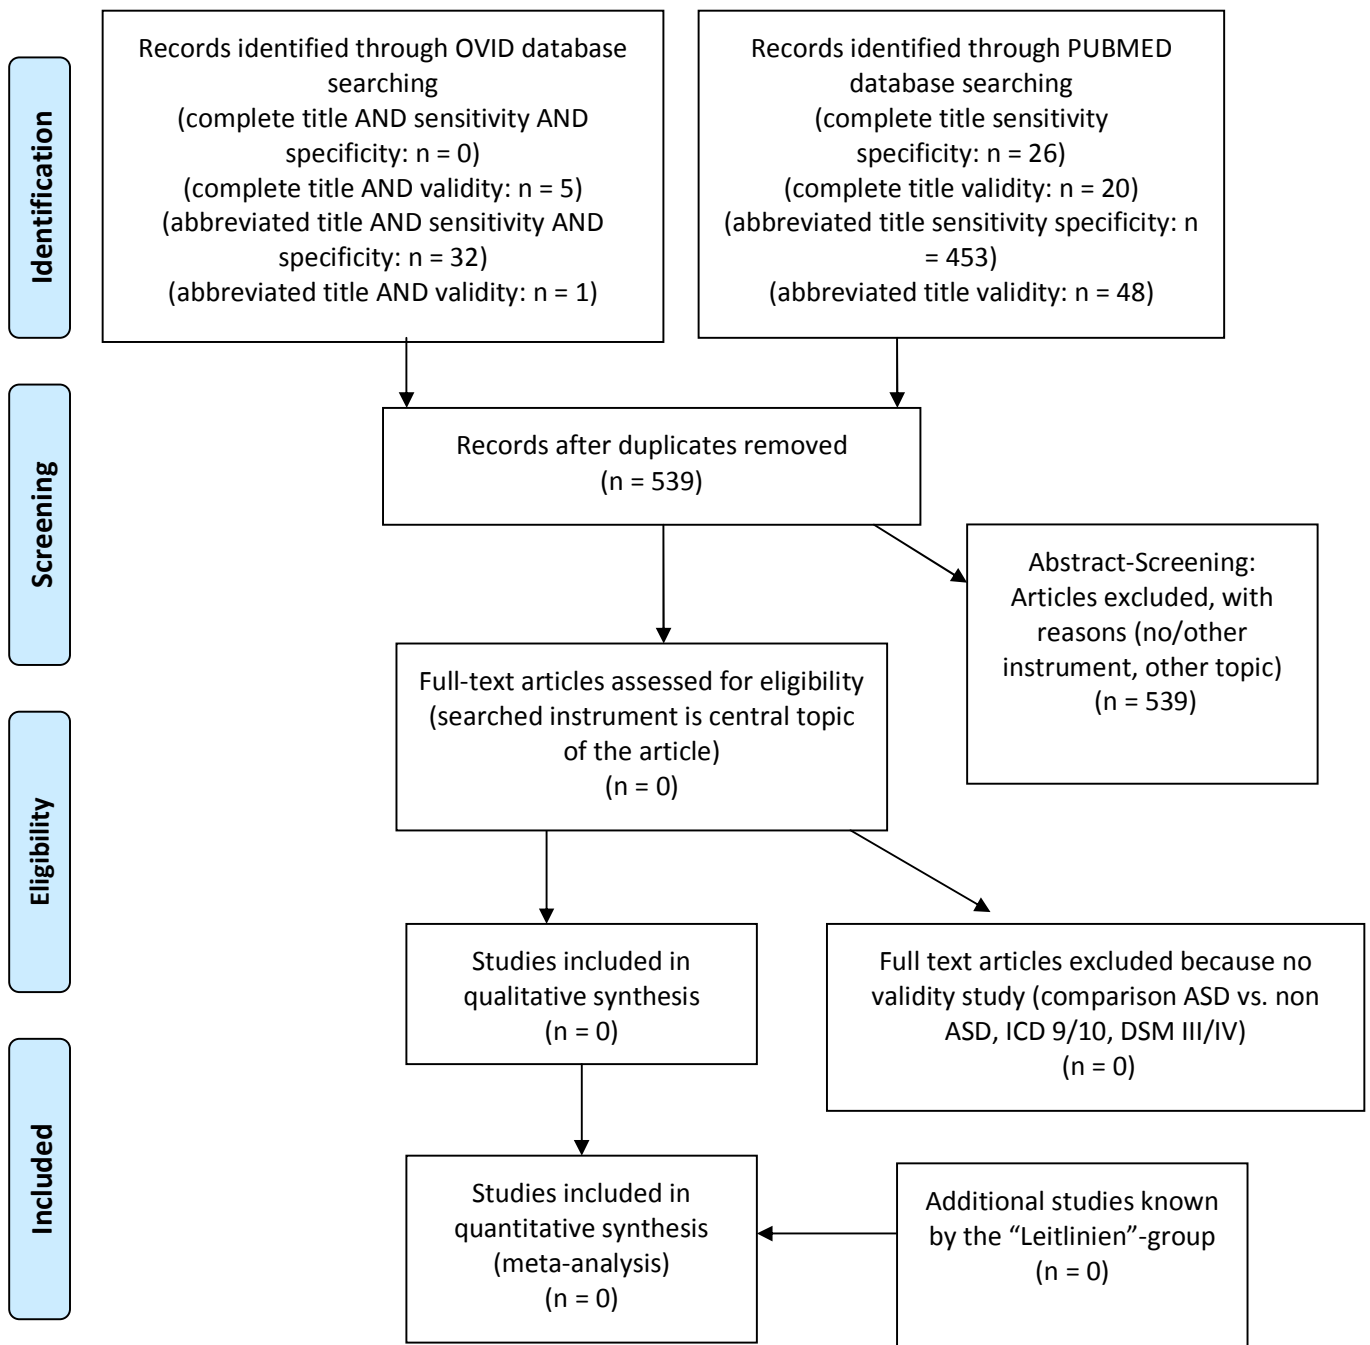 Identification
Records identified through OVID database
searching
(complete title AND sensitivity AND
specificity: n = 0)
(complete title AND validity: n = 5)
(abbreviated title AND sensitivity AND
specificity: n = 32)
(abbreviated title AND validity: n = 1)
Records identified through PUBMED
database searching
(complete title sensitivity
specificity: n = 26)
(complete title validity: n = 20)
(abbreviated title sensitivity specificity: n
= 453)
(abbreviated title validity: n = 48)
Screening
Records after duplicates removed
(n = 539)
Abstract-Screening:
Articles excluded, with
reasons (no/other
instrument, other topic)
(n = 539)
Full-text articles assessed for eligibility
(searched instrument is central topic
of the article)
(n = 0)
Eligibility
Studies included in
qualitative synthesis
(n = 0)
Full text articles excluded because no
validity study (comparison ASD vs. non
ASD, ICD 9/10, DSM III/IV)
(n = 0)
Included
Studies included in
quantitative synthesis
(meta-analysis)
(n = 0)
Additional studies known
by the “Leitlinien”-group
(n = 0)